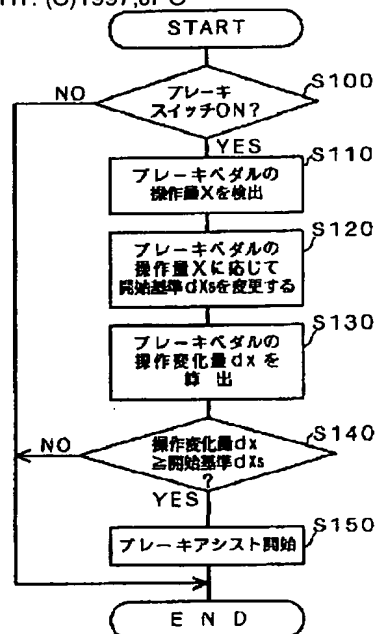 (C)1997,JPO
START
S100
NO
ブレーキ
スイッチON?
YES
S110
ブレーキペダルの
操作量Xを検出
S120
ブレーキペダルの
操作量Xに応じて
開始基準dXsを変更する
S130
ブレーキペダルの
操作変化量dxを
算出
S140
NO
操作変化量dx
≧開始基準dXs
?
YES
S150
ブレーキアシスト開始
END